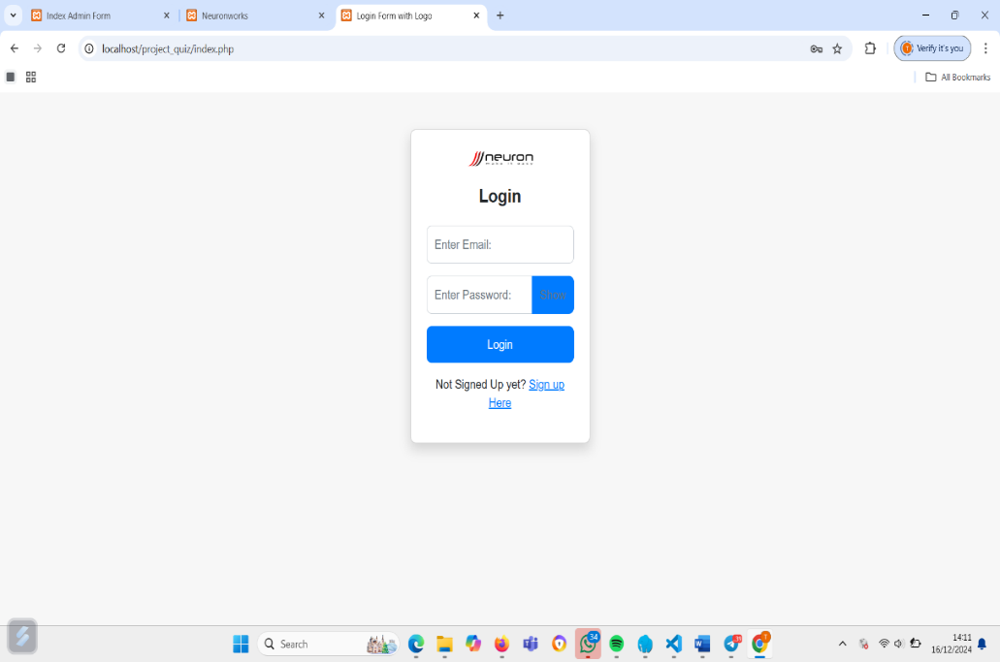 Index Admin Form
Neuronworks
Login Form with Logo
localhost/project_quiz/index.php
Verify it's you
All Bookmarks
neuron
Login
Enter Email:
Enter Password:
Show
Login
Not Signed Up yet? Sign up
Here
Search
34
14:11
16/12/2024